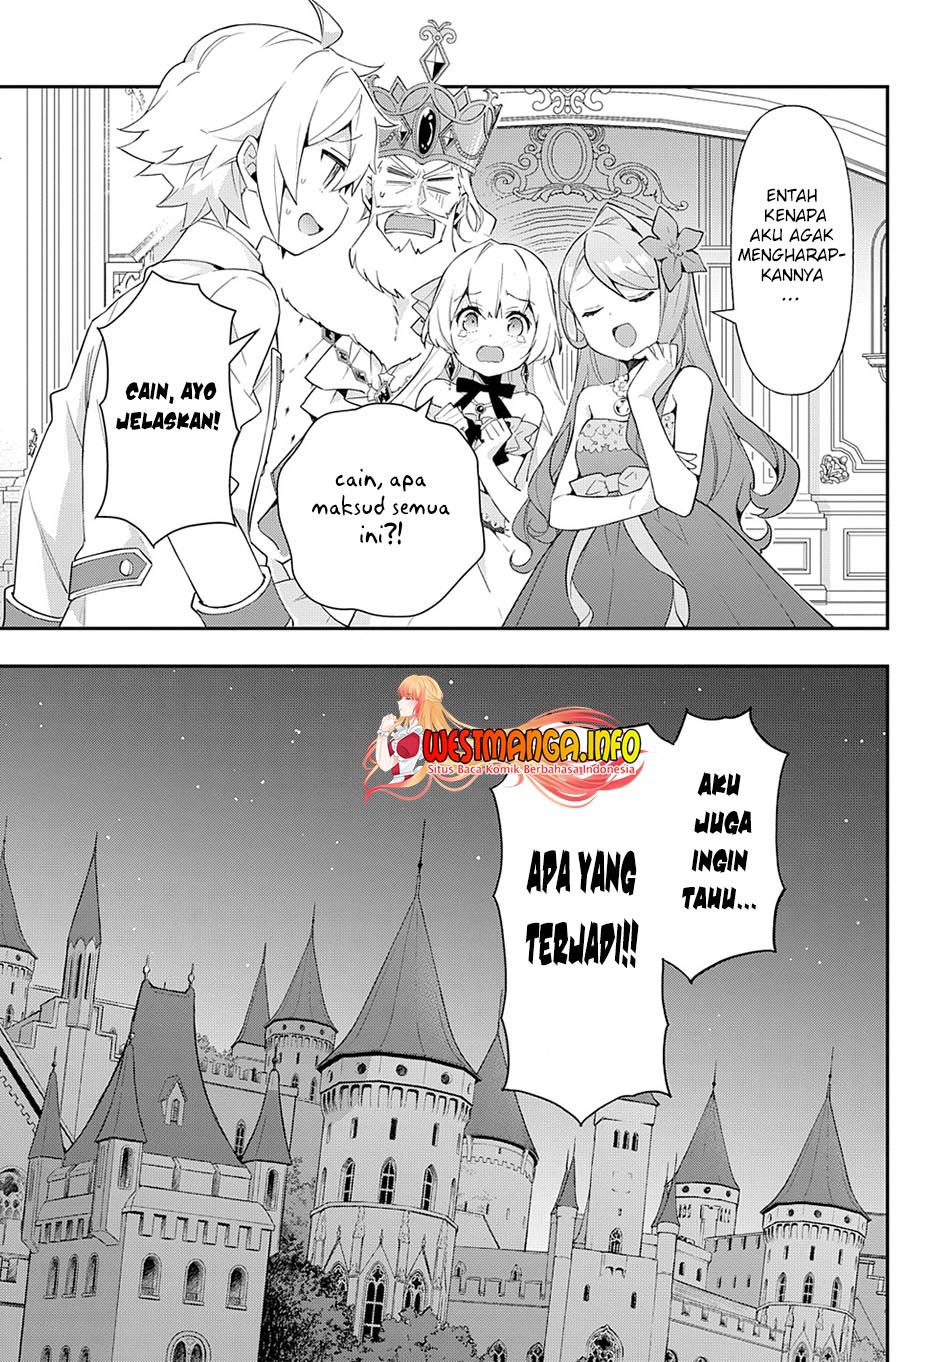 ENTAH
KENAPA
AKU AGAK
MENGHARAP-
KANNYA
...
cain, apa
maksud semua
ini?!
CAIN, AYO
JELASKAN!
WESTMANGA.INFO
Situs Baca Komik Berbahasa Indonesia
AKU
JUGA
INGIN
TAHU...
APA YANG
TERJADI!!